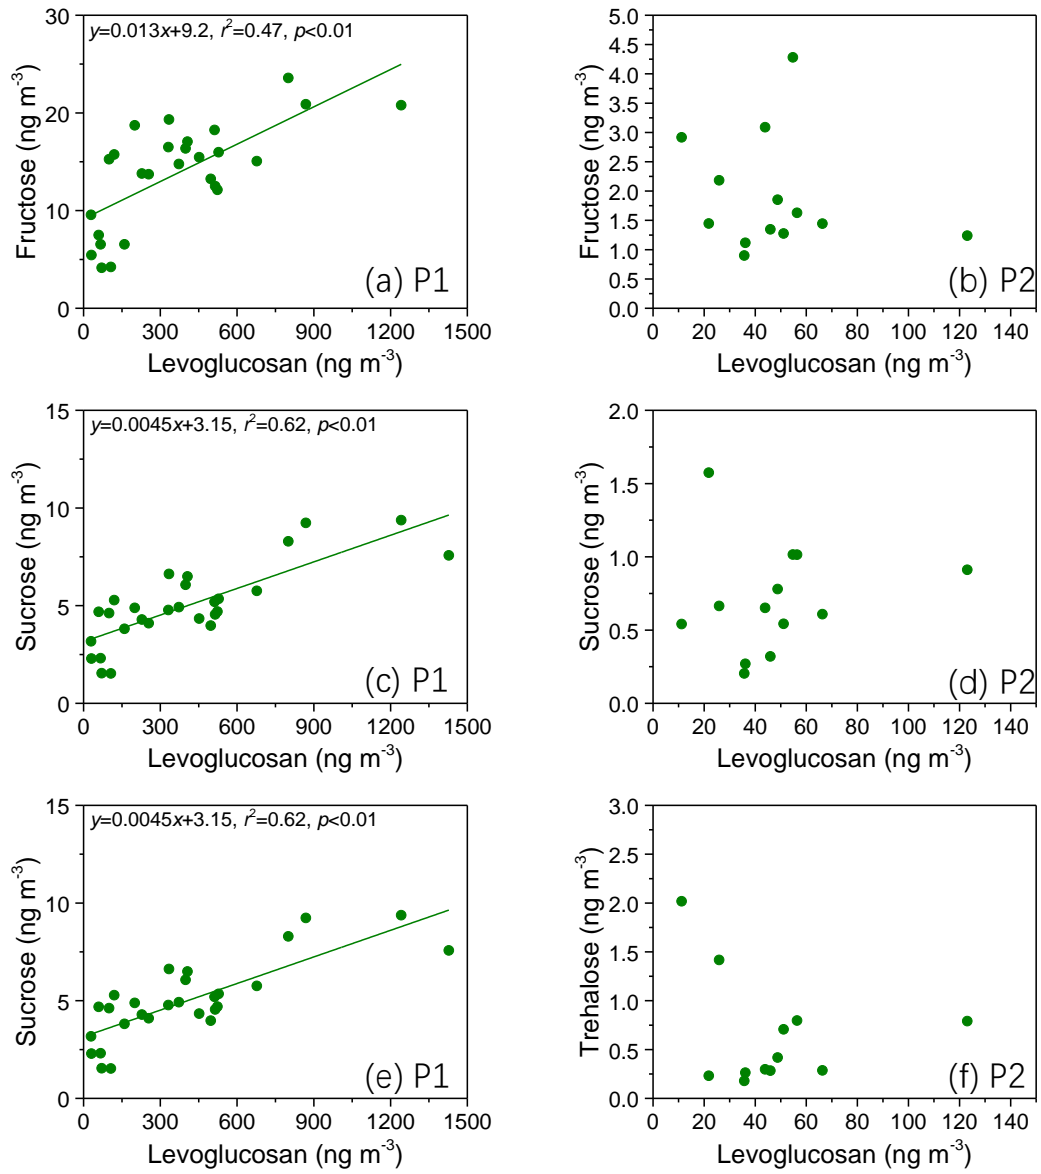 y=0.013x+9.2, r²=0.47, p<0.01
Fructose (ng m⁻³)
30
20
10
0
(a) P1
0 300 600 900 1200 1500
Levoglucosan (ng m⁻³)
Fructose (ng m⁻³)
5.0
4.5
4.0
3.5
3.0
2.5
2.0
1.5
1.0
0.5
0.0
(b) P2
0 20 40 60 80 100 120 140
Levoglucosan (ng m⁻³)
y=0.0045x+3.15, r²=0.62, p<0.01
Sucrose (ng m⁻³)
15
10
5
0
(c) P1
0 300 600 900 1200 1500
Levoglucosan (ng m⁻³)
Sucrose (ng m⁻³)
2.0
1.5
1.0
0.5
0.0
(d) P2
0 20 40 60 80 100 120 140
Levoglucosan (ng m⁻³)
y=0.0045x+3.15, r²=0.62, p<0.01
Sucrose (ng m⁻³)
15
10
5
0
(e) P1
0 300 600 900 1200 1500
Levoglucosan (ng m⁻³)
Trehalose (ng m⁻³)
3.0
2.5
2.0
1.5
1.0
0.5
0.0
(f) P2
0 20 40 60 80 100 120 140
Levoglucosan (ng m⁻³)